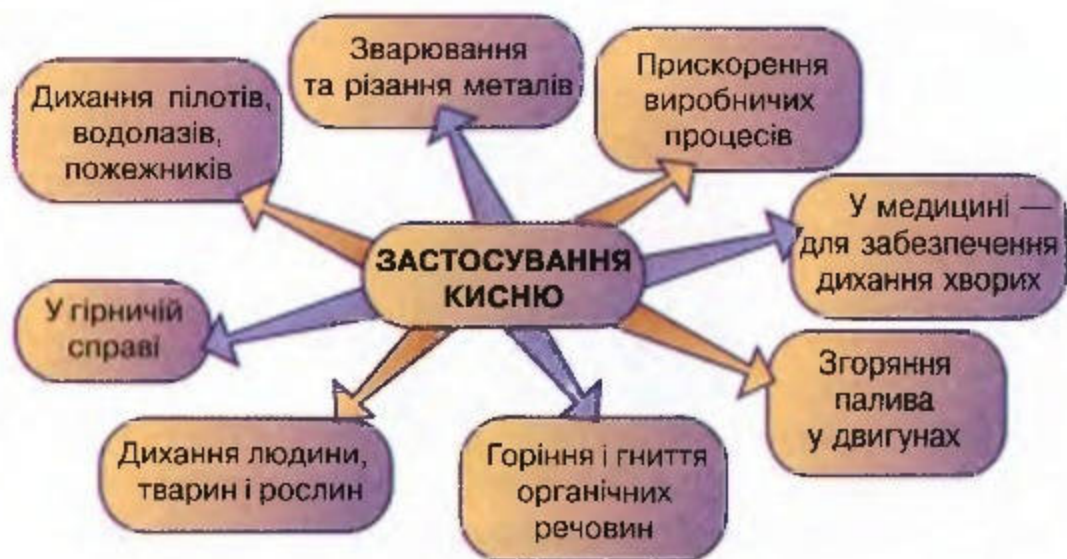 Зварювання
та різання металів
Прискорення
виробничих
процесів
Дихання пілотів,
водолазів,
пожежників
У медицині —
для забезпечення
дихання хворих
ЗАСТОСУВАННЯ
КИСНЮ
У гірничій
справі
Згоряння
палива
у двигунах
Дихання людини,
тварин і рослин
Горіння і гниття
органічних
речовин